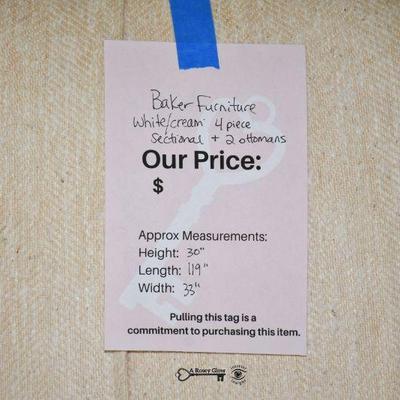 Baker Furniture
White/cream 4 piece
Sectional + 2 ottomans
Our Price:
$
Approx Measurements:
Height: 30"
Length: 119"
Width: 33"
Pulling this tag is a
commitment to purchasing this item.
A Rosey Glow